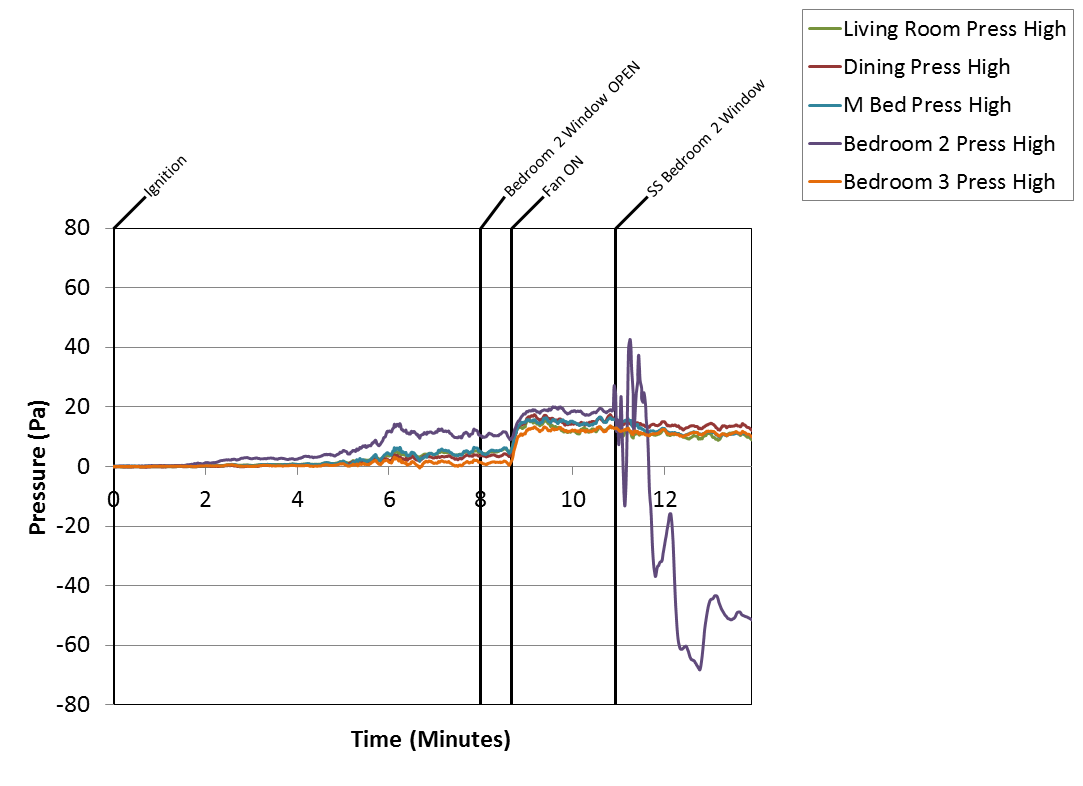 Living Room Press High
Dining Press High
M Bed Press High
Bedroom 2 Press High
Bedroom 3 Press High
Ignition
Bedroom 2 Window OPEN
Fan ON
SS Bedroom 2 Window
80
60
40
20
0
-20
-40
-60
-80
0 2 4 6 8 10 12
Pressure (Pa)
Time (Minutes)